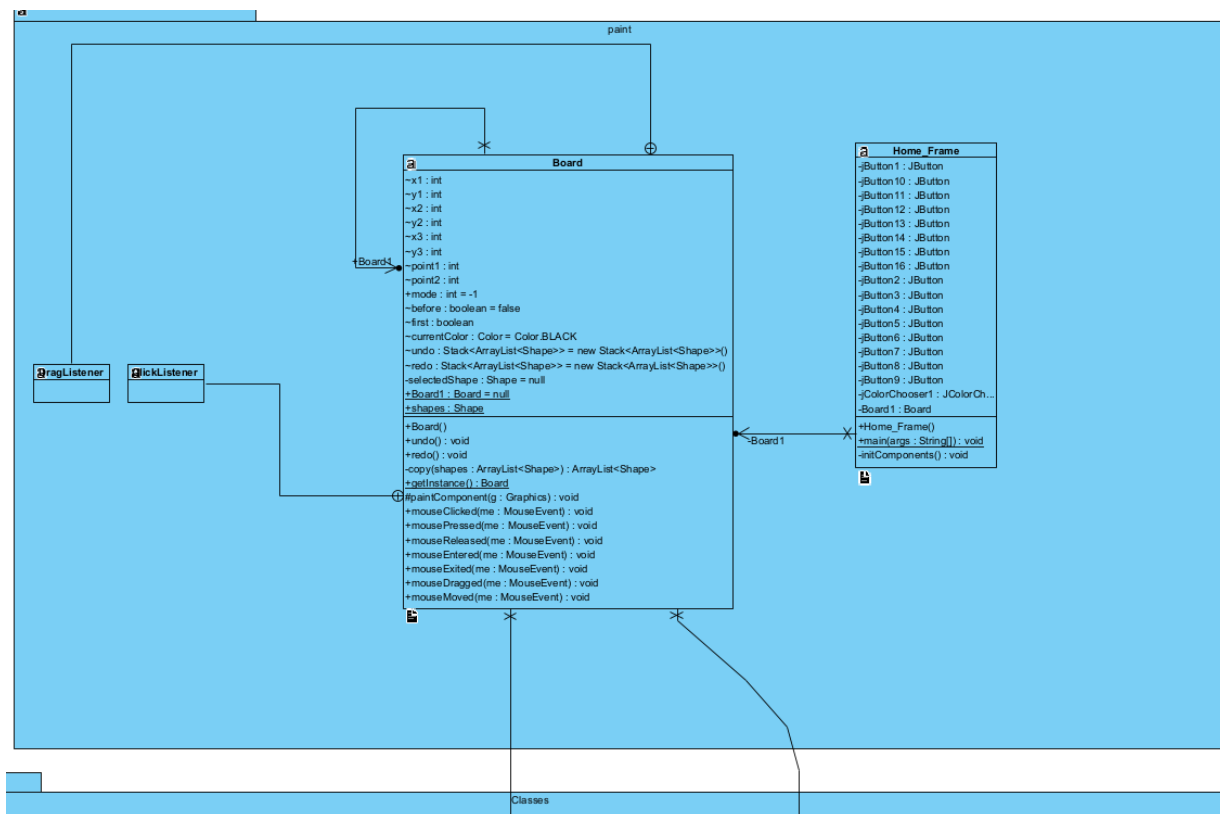 paint
Board
~x1 : int
~y1 : int
~x2 : int
~y2 : int
~x3 : int
~y3 : int
~point1 : int
~point2 : int
+mode : int = -1
~before : boolean = false
~first : boolean
~currentColor : Color = Color.BLACK
~undo : Stack<ArrayList<Shape>> = new Stack<ArrayList<Shape>>()
~redo : Stack<ArrayList<Shape>> = new Stack<ArrayList<Shape>>()
-selectedShape : Shape = null
+Board1 : Board = null
+shapes : Shape
+Board()
+undo() : void
+redo() : void
-copy(shapes : ArrayList<Shape>) : ArrayList<Shape>
+getInstance() : Board
#paintComponent(g : Graphics) : void
+mouseClicked(me : MouseEvent) : void
+mousePressed(me : MouseEvent) : void
+mouseReleased(me : MouseEvent) : void
+mouseEntered(me : MouseEvent) : void
+mouseExited(me : MouseEvent) : void
+mouseDragged(me : MouseEvent) : void
+mouseMoved(me : MouseEvent) : void
+Board1
Home_Frame
-jButton1 : JButton
-jButton10 : JButton
-jButton11 : JButton
-jButton12 : JButton
-jButton13 : JButton
-jButton14 : JButton
-jButton15 : JButton
-jButton16 : JButton
-jButton2 : JButton
-jButton3 : JButton
-jButton4 : JButton
-jButton5 : JButton
-jButton6 : JButton
-jButton7 : JButton
-jButton8 : JButton
-jButton9 : JButton
-jColorChooser1 : JColorCh...
-Board1 : Board
+Home_Frame()
+main(args : String[]) : void
-initComponents() : void
-Board1
DragListener
ClickListener
Classes